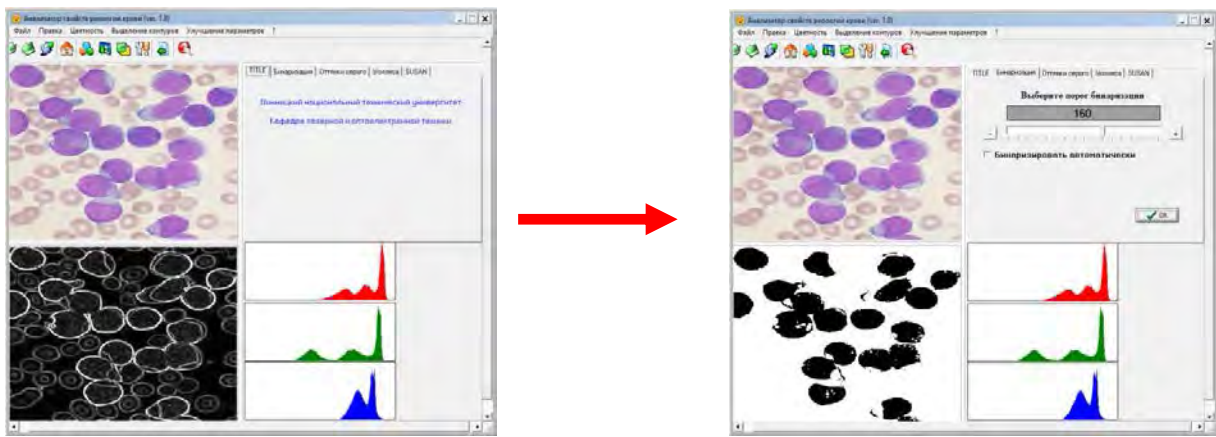 Анализатор свойств реологии крови (ver. 1.0)
Файл Правка Цветность Выделение контуров Улучшение параметров ?
TITLE Бинаризация Оттенки серого SUSAN
Донецкий национальный технический университет
Кафедра лазерной и оптоэлектронной техники
Анализатор свойств реологии крови (ver. 1.0)
Файл Правка Цветность Выделение контуров Улучшение параметров ?
TITLE Бинаризация Оттенки серого SUSAN
Выберите порог бинаризации
160
- +
Бинаризировать автоматически
OK